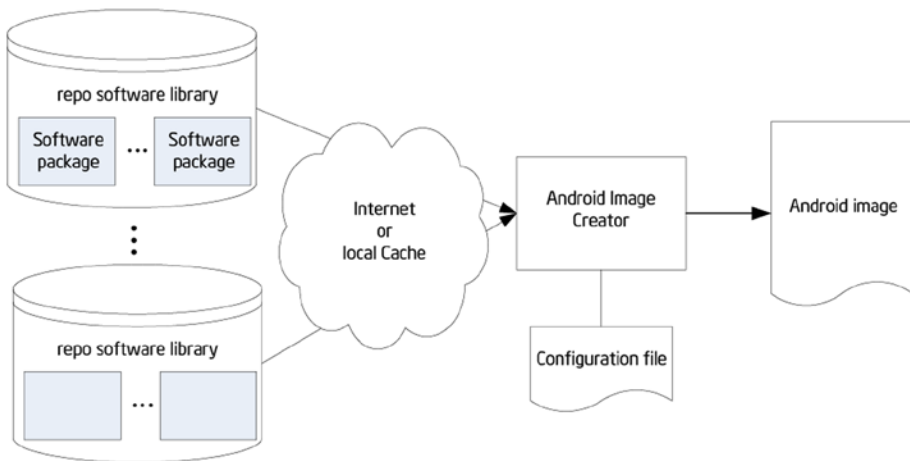 repo software library
Software
package
...
Software
package
Internet
or
local Cache
Android Image
Creator
Android image
Configuration file
repo software library
...